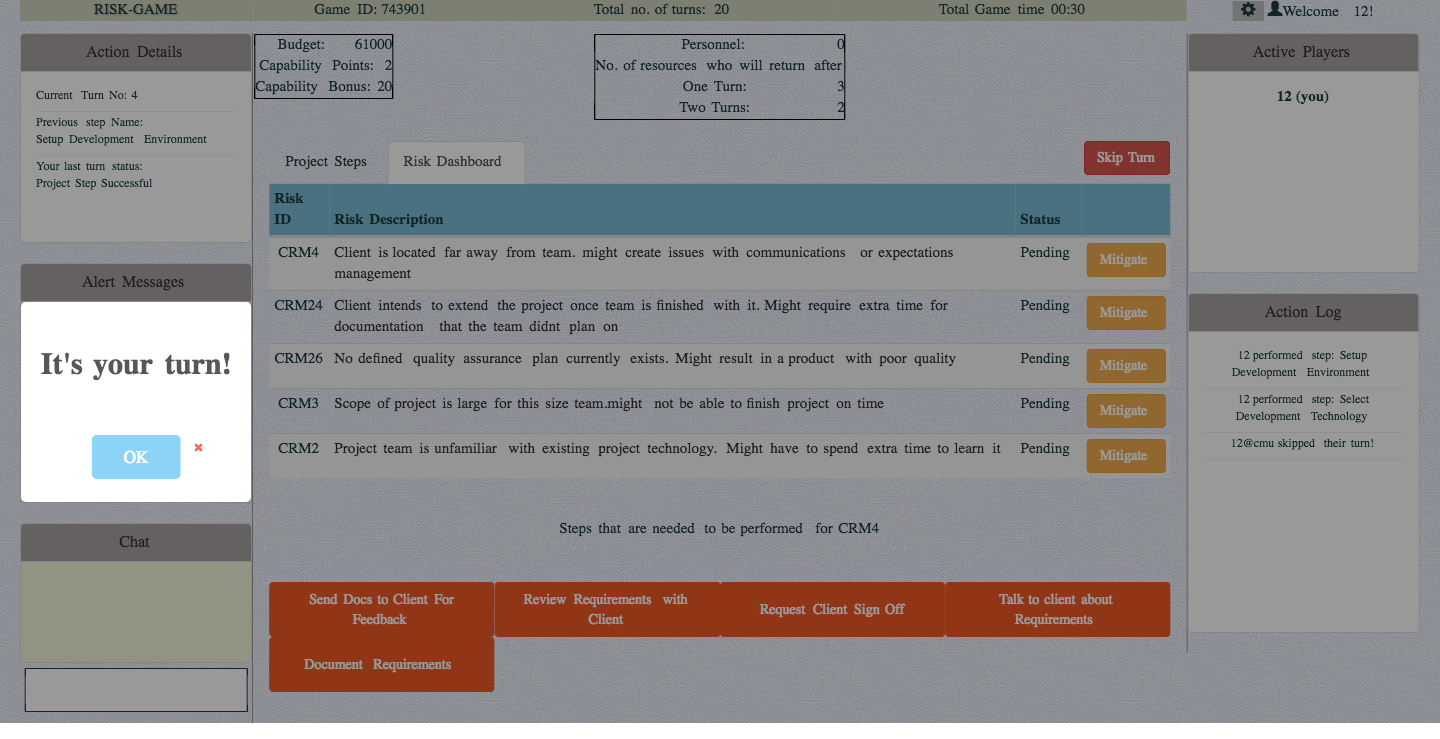 RISK-GAME
Game ID: 743901
Total no. of turns: 20
Total Game time 00:30
Welcome 12!
Action Details
Current Turn No: 4
Previous step Name:
Setup Development Environment
Your last turn status:
Project Step Successful
Alert Messages
It's your turn!
OK
Chat
Budget: 61000
Capability Points: 2
Capability Bonus: 20
Personnel: 0
No. of resources who will return after
One Turn: 3
Two Turns: 2
Project Steps
Risk Dashboard
Skip Turn
Risk
ID
Risk Description
Status
CRM4 Client is located far away from team. might create issues with communications or expectations
management
Pending
Mitigate
CRM24 Client intends to extend the project once team is finished with it. Might require extra time for
documentation that the team didnt plan on
Pending
Mitigate
CRM26 No defined quality assurance plan currently exists. Might result in a product with poor quality
Pending
Mitigate
CRM3 Scope of project is large for this size team.might not be able to finish project on time
Pending
Mitigate
CRM2 Project team is unfamiliar with existing project technology. Might have to spend extra time to learn it
Pending
Mitigate
Steps that are needed to be performed for CRM4
Send Docs to Client For
Feedback
Review Requirements with
Client
Request Client Sign Off
Talk to client about
Requirements
Document Requirements
Active Players
12 (you)
Action Log
12 performed step: Setup
Development Environment
12 performed step: Select
Development Technology
12@cmu skipped their turn!